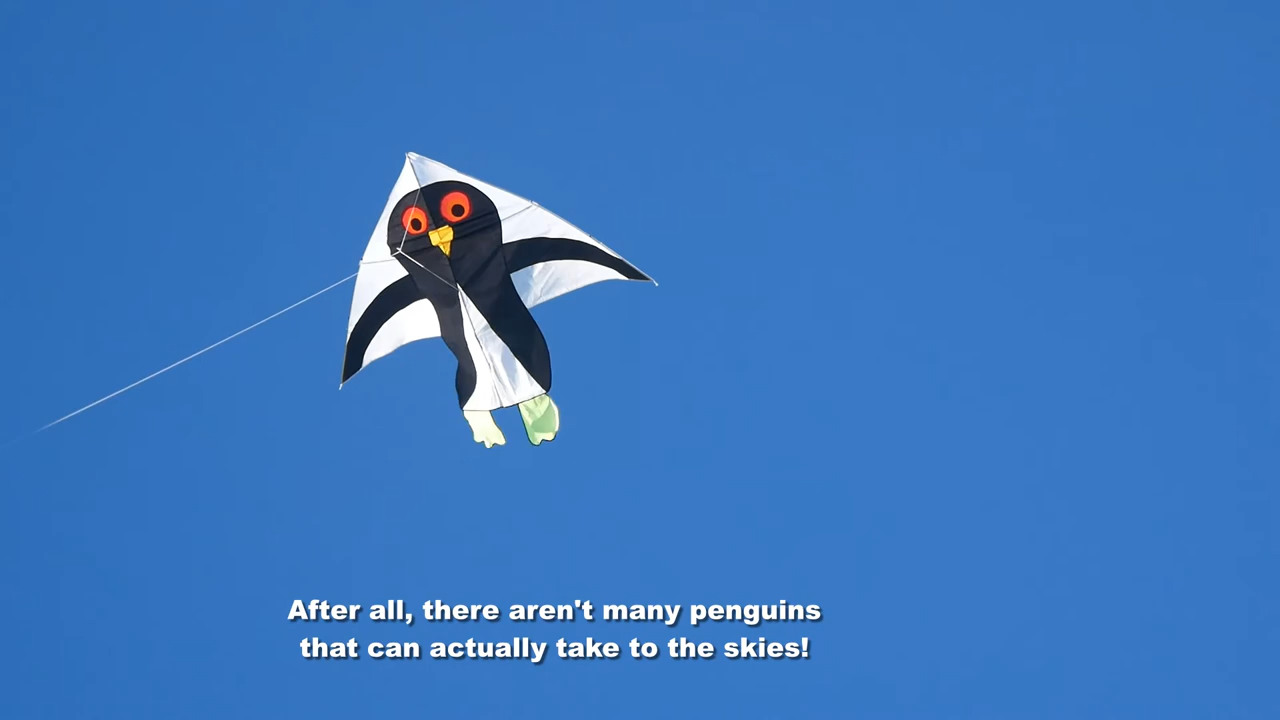 After all, there aren't many penguins
that can actually take to the skies!